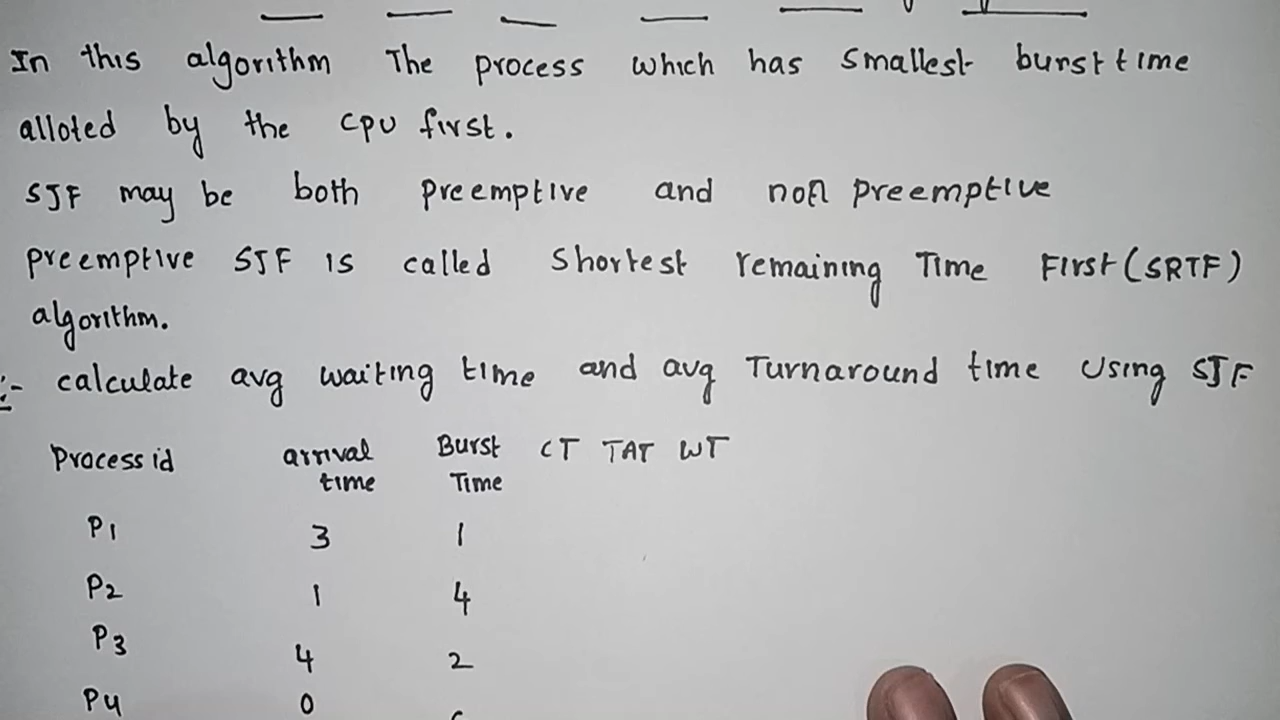 In this algorithm The process which has smallest burst time
alloted by the CPU first.
SJF may be both preemptive and non preemptive
preemptive SJF is called shortest remaining Time First (SRTF)
algorithm.
:- calculate avg waiting time and avg Turnaround time Using SJF
Process id arrival time Burst Time CT TAT WT
P1 3 1
P2 1 4
P3 4 2
P4 0